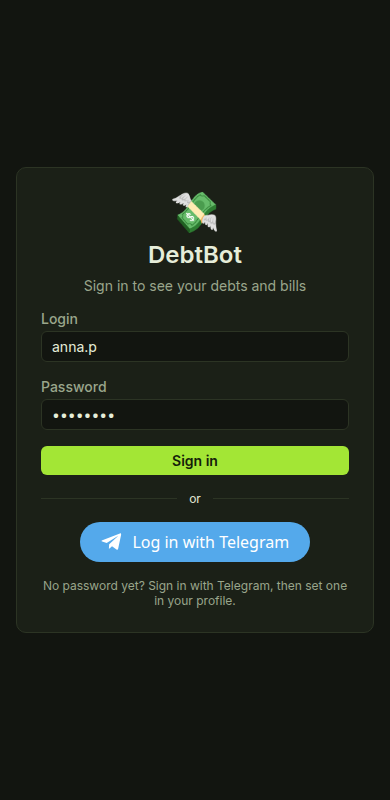 DebtBot
Sign in to see your debts and bills
Login
anna.p
Password
••••••••
Sign in
or
Log in with Telegram
No password yet? Sign in with Telegram, then set one
in your profile.